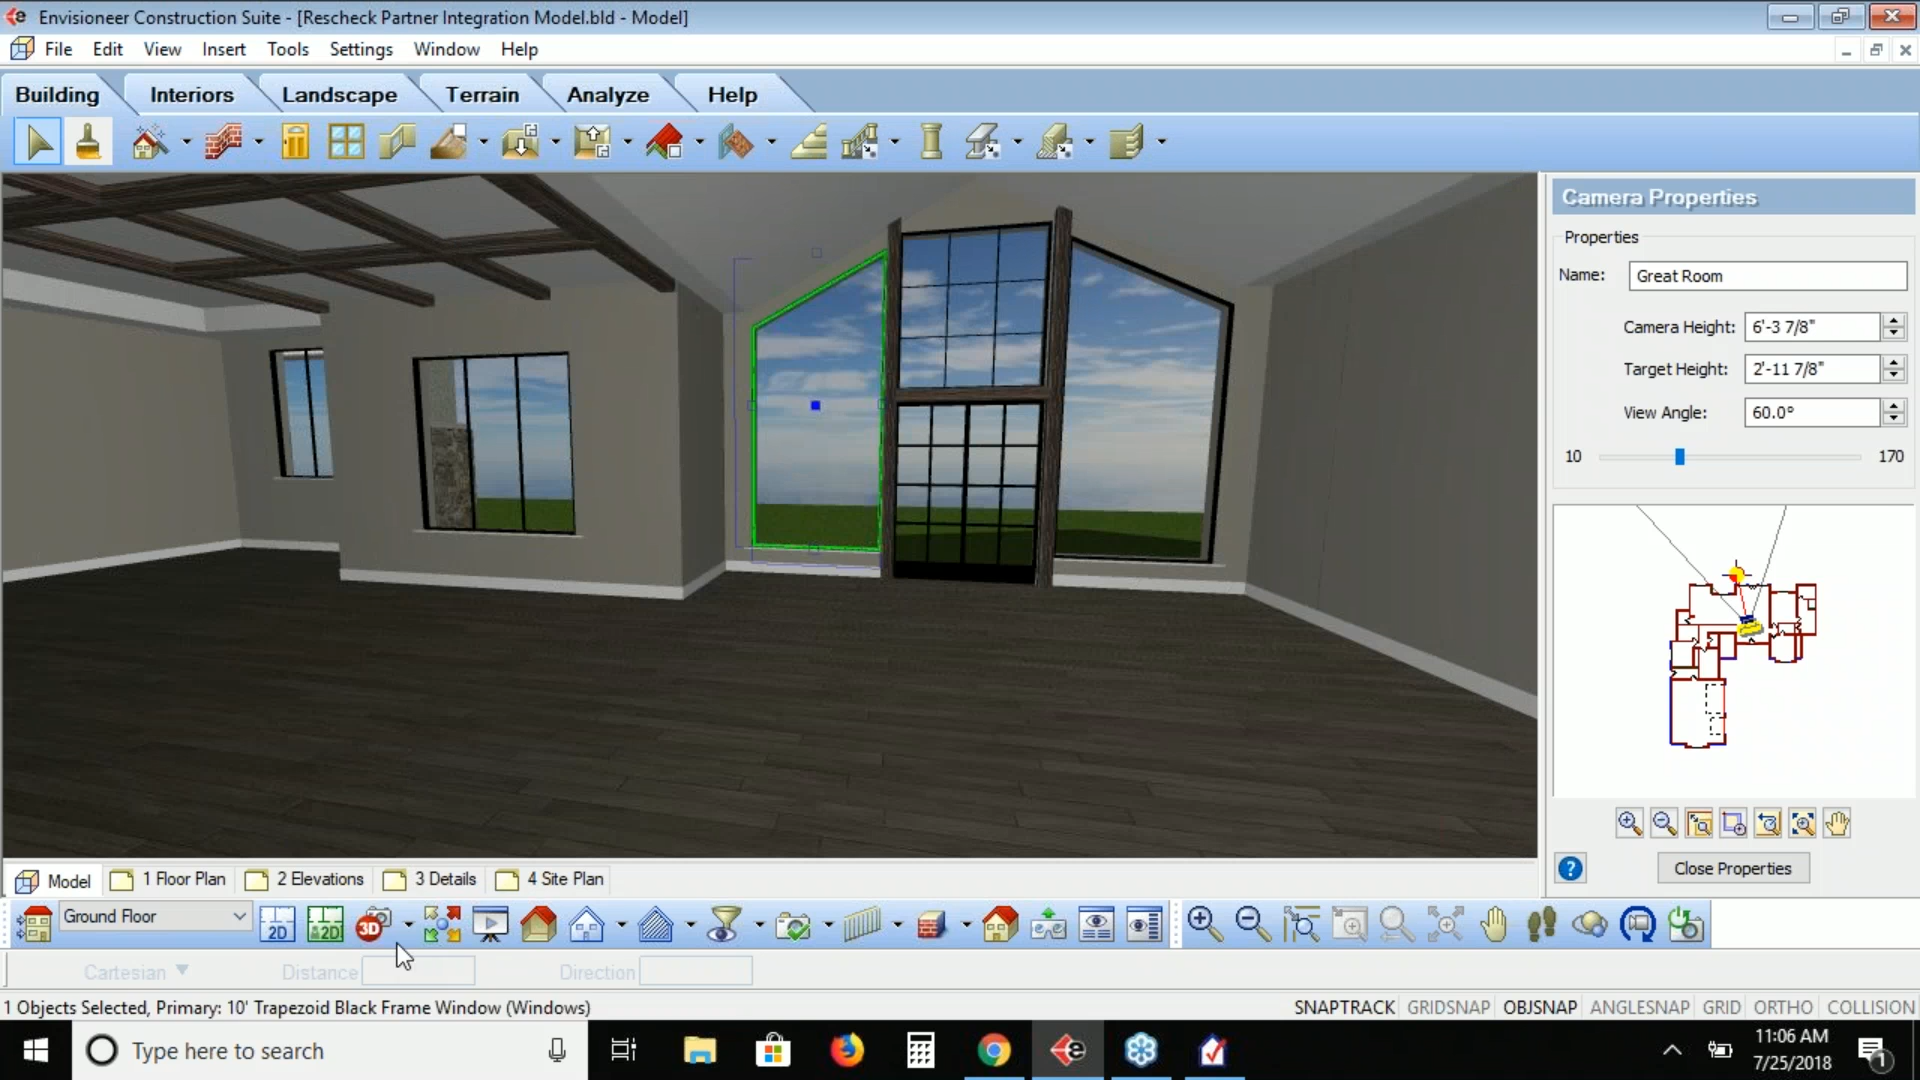 Envisioneer Construction Suite - [Rescheck Partner Integration Model.bld - Model]
File Edit View Insert Tools Settings Window Help
Building Interiors Landscape Terrain Analyze Help
Camera Properties
Properties
Name: Great Room
Camera Height: 6'-3 7/8"
Target Height: 2'-11 7/8"
View Angle: 60.0°
10 170
Close Properties
Model 1 Floor Plan 2 Elevations 3 Details 4 Site Plan
Ground Floor 2D 2D 3D
Cartesian Distance Direction
1 Objects Selected, Primary: 10' Trapezoid Black Frame Window (Windows) SNAPTRACK GRIDSNAP OBJSNAP ANGLESNAP GRID ORTHO COLLISION
Type here to search
11:06 AM
7/25/2018
1